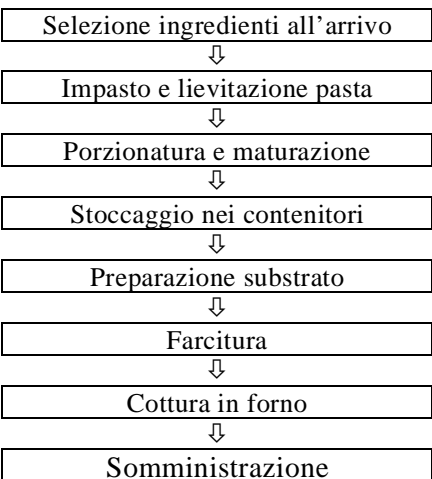 Selezione ingredienti all'arrivo
⇩
Impasto e lievitazione pasta
⇩
Porzionatura e maturazione
⇩
Stoccaggio nei contenitori
⇩
Preparazione substrato
⇩
Farcitura
⇩
Cottura in forno
⇩
Somministrazione